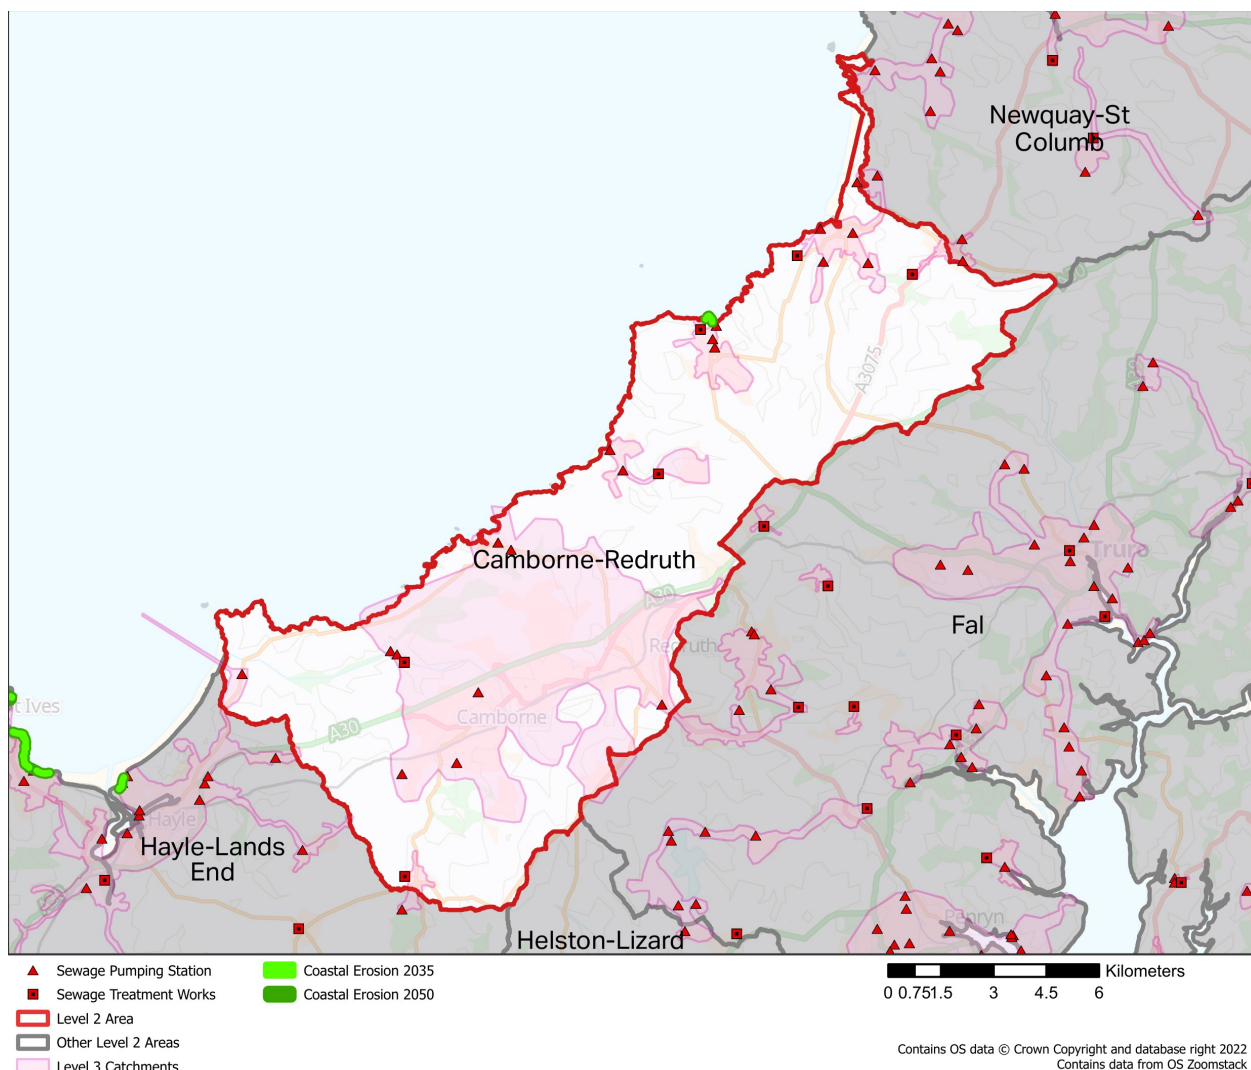 Newquay-St
Columb
A30
A3075
A30
Truro
Camborne-Redruth
A30
Fal
Redruth
t Ives
Camborne
A30
Hayle
Hayle-Lands
End
Penryn
Helston-Lizard
Sewage Pumping Station
Coastal Erosion 2035
Kilometers
Sewage Treatment Works
Coastal Erosion 2050
0 0.751.5 3 4.5 6
Level 2 Area
Other Level 2 Areas
Contains OS data © Crown Copyright and database right 2022
Level 3 Catchments
Contains data from OS Zoomstack